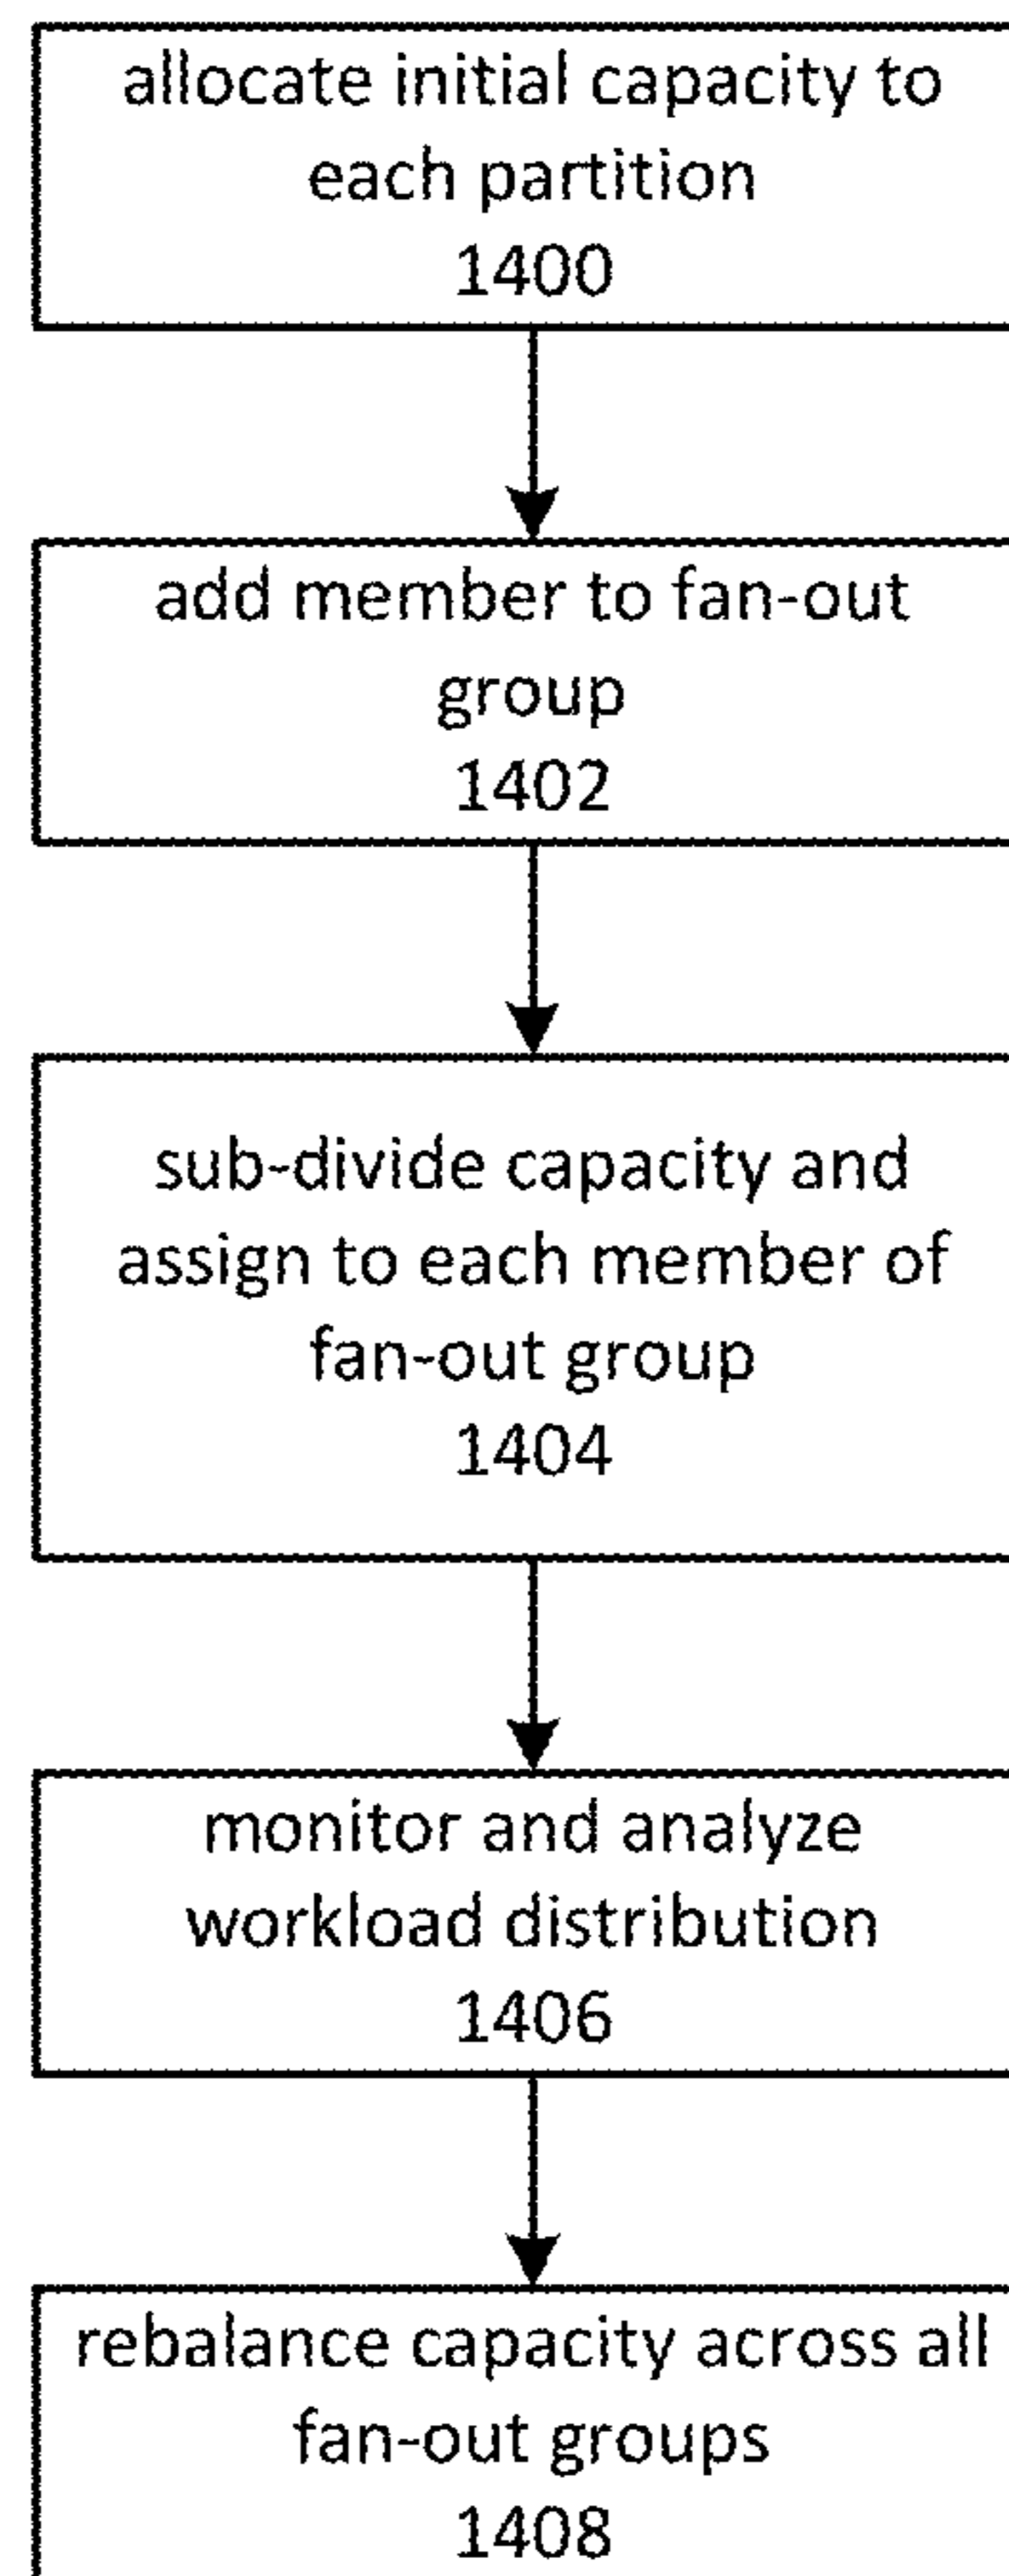 allocate initial capacity to
each partition
1400
add member to fan-out
group
1402
sub-divide capacity and
assign to each member of
fan-out group
1404
monitor and analyze
workload distribution
1406
rebalance capacity across all
fan-out groups
1408